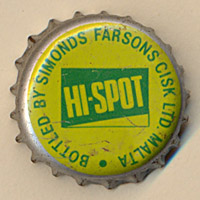 HI-SPOT
BOTTLED BY SIMONDS FARSONS CISK LTD MALTA